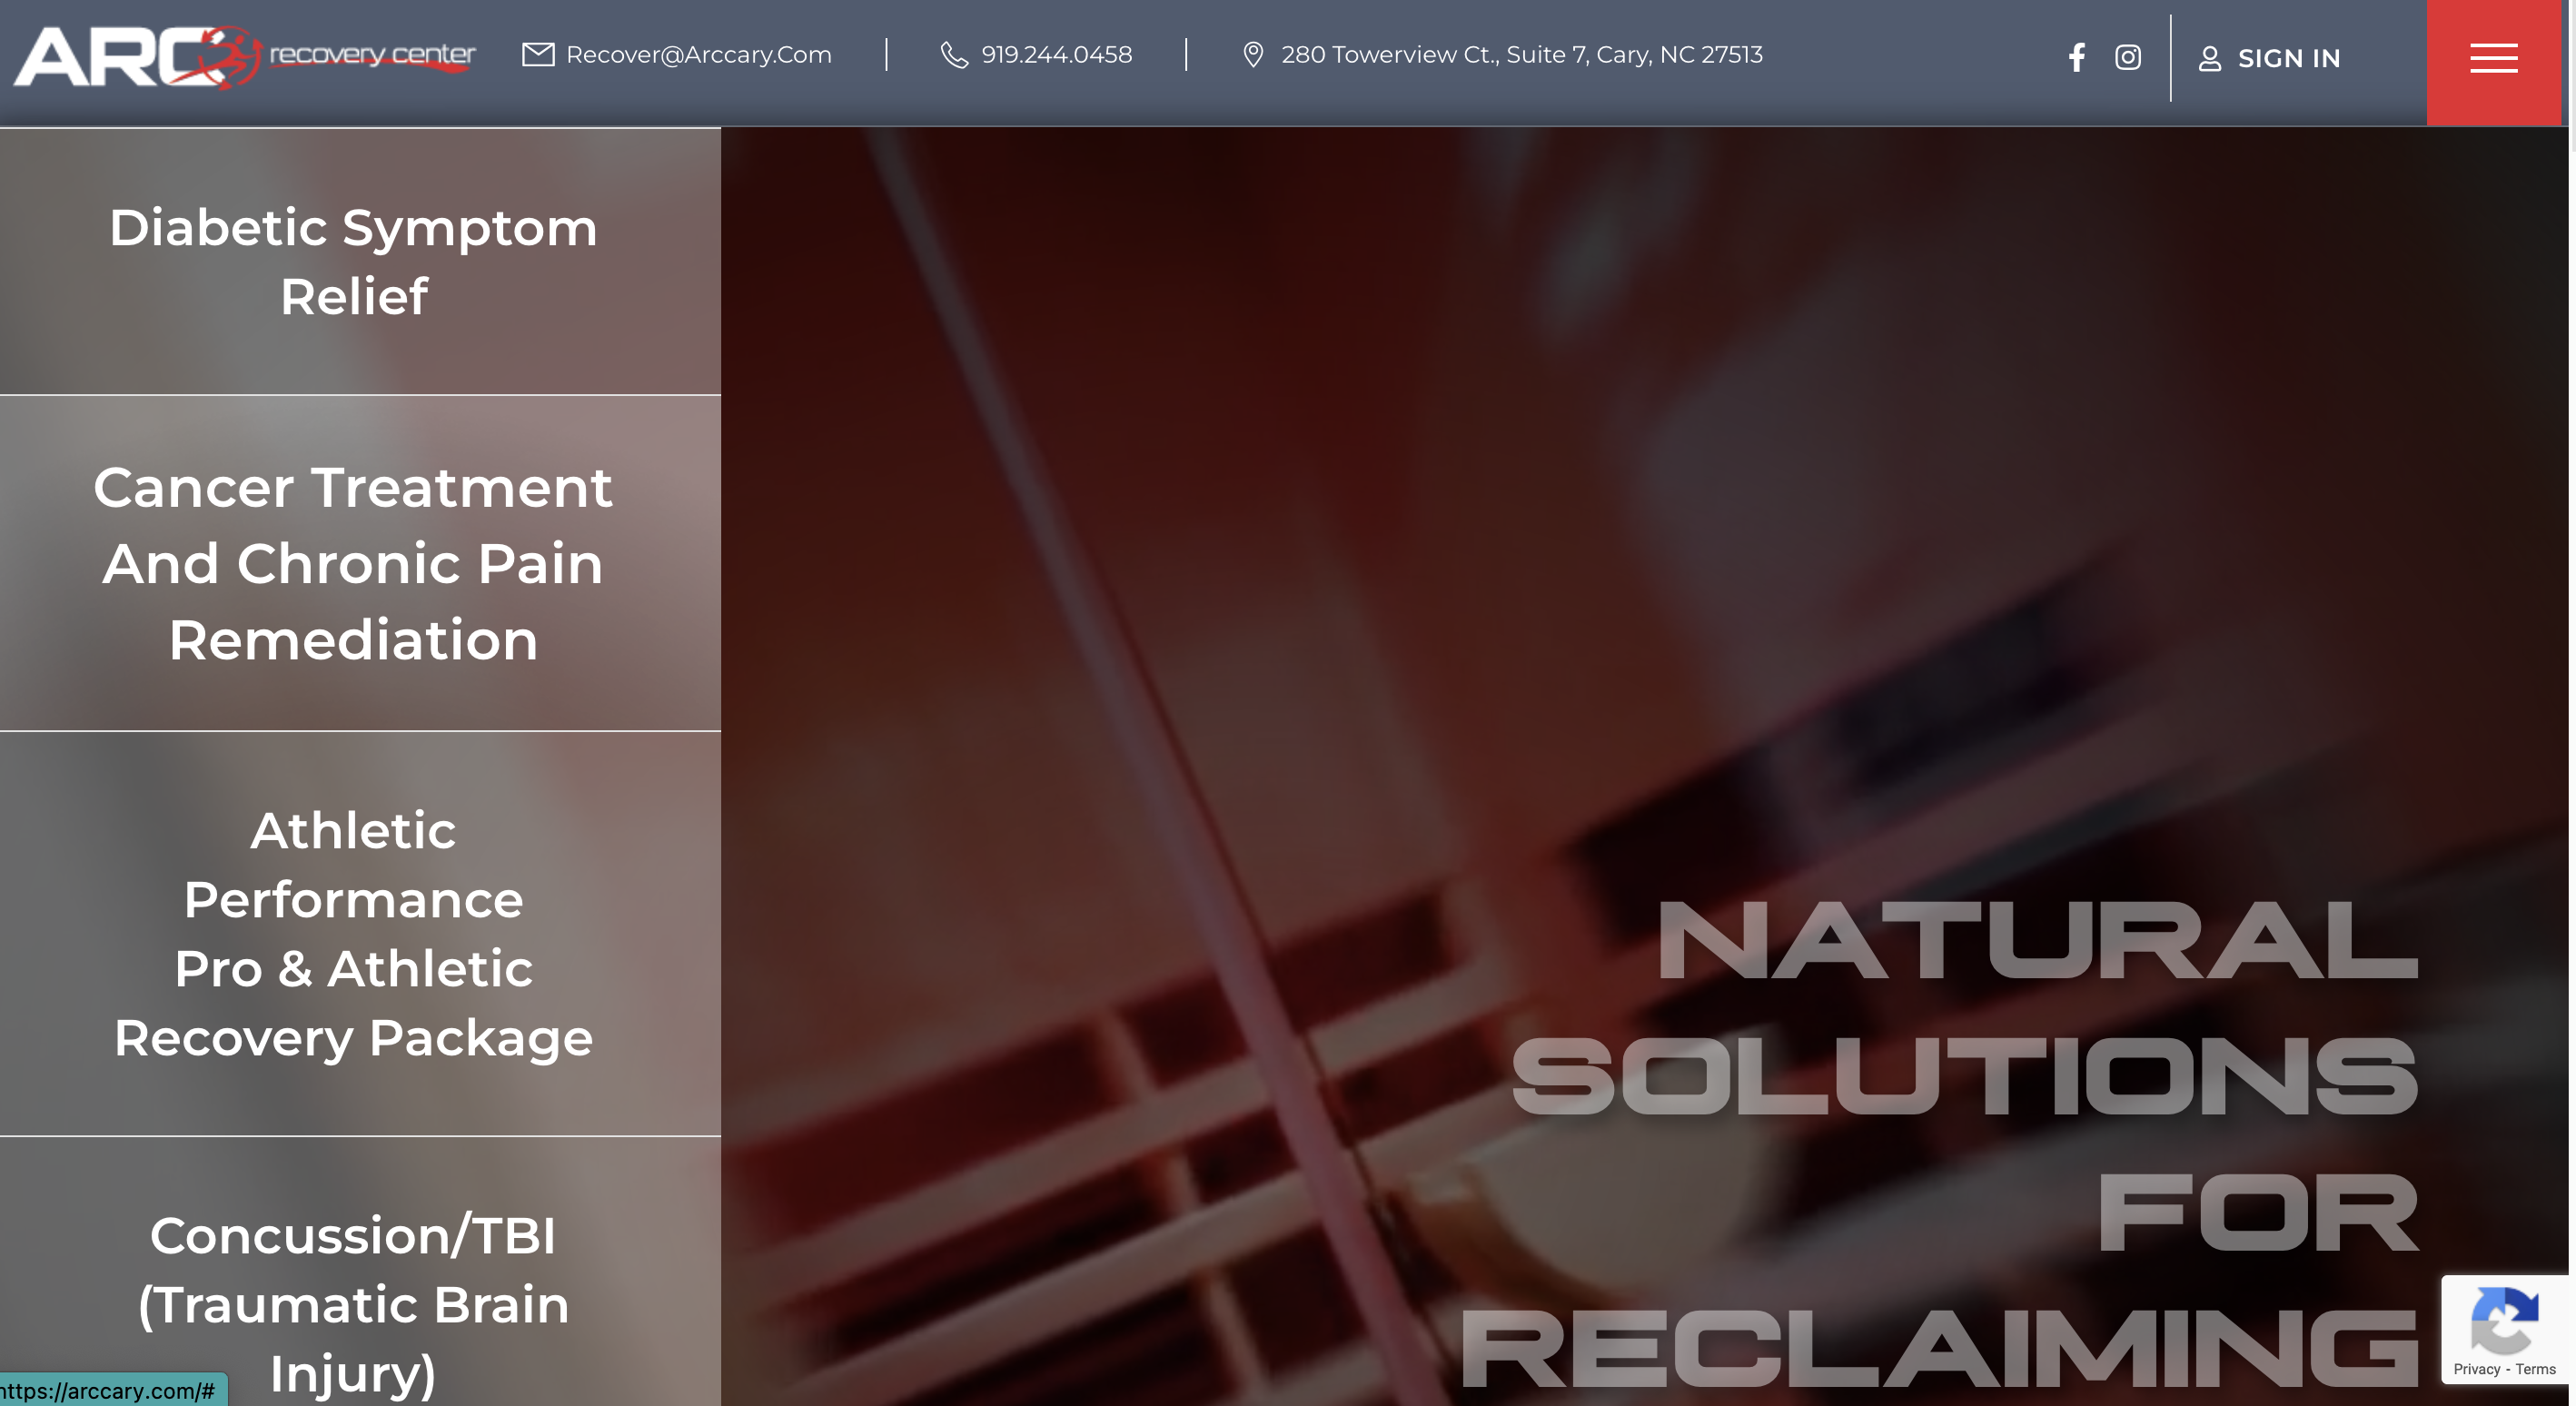 ARC recovery center
Recover@Arccary.Com
919.244.0458
280 Towerview Ct., Suite 7, Cary, NC 27513
SIGN IN
Diabetic Symptom
Relief
Cancer Treatment
And Chronic Pain
Remediation
Athletic
Performance
Pro & Athletic
Recovery Package
Concussion/TBI
(Traumatic Brain
Injury)
NATURAL
SOLUTIONS
FOR
RECLAIMING
Privacy - Terms
https://arccary.com/#